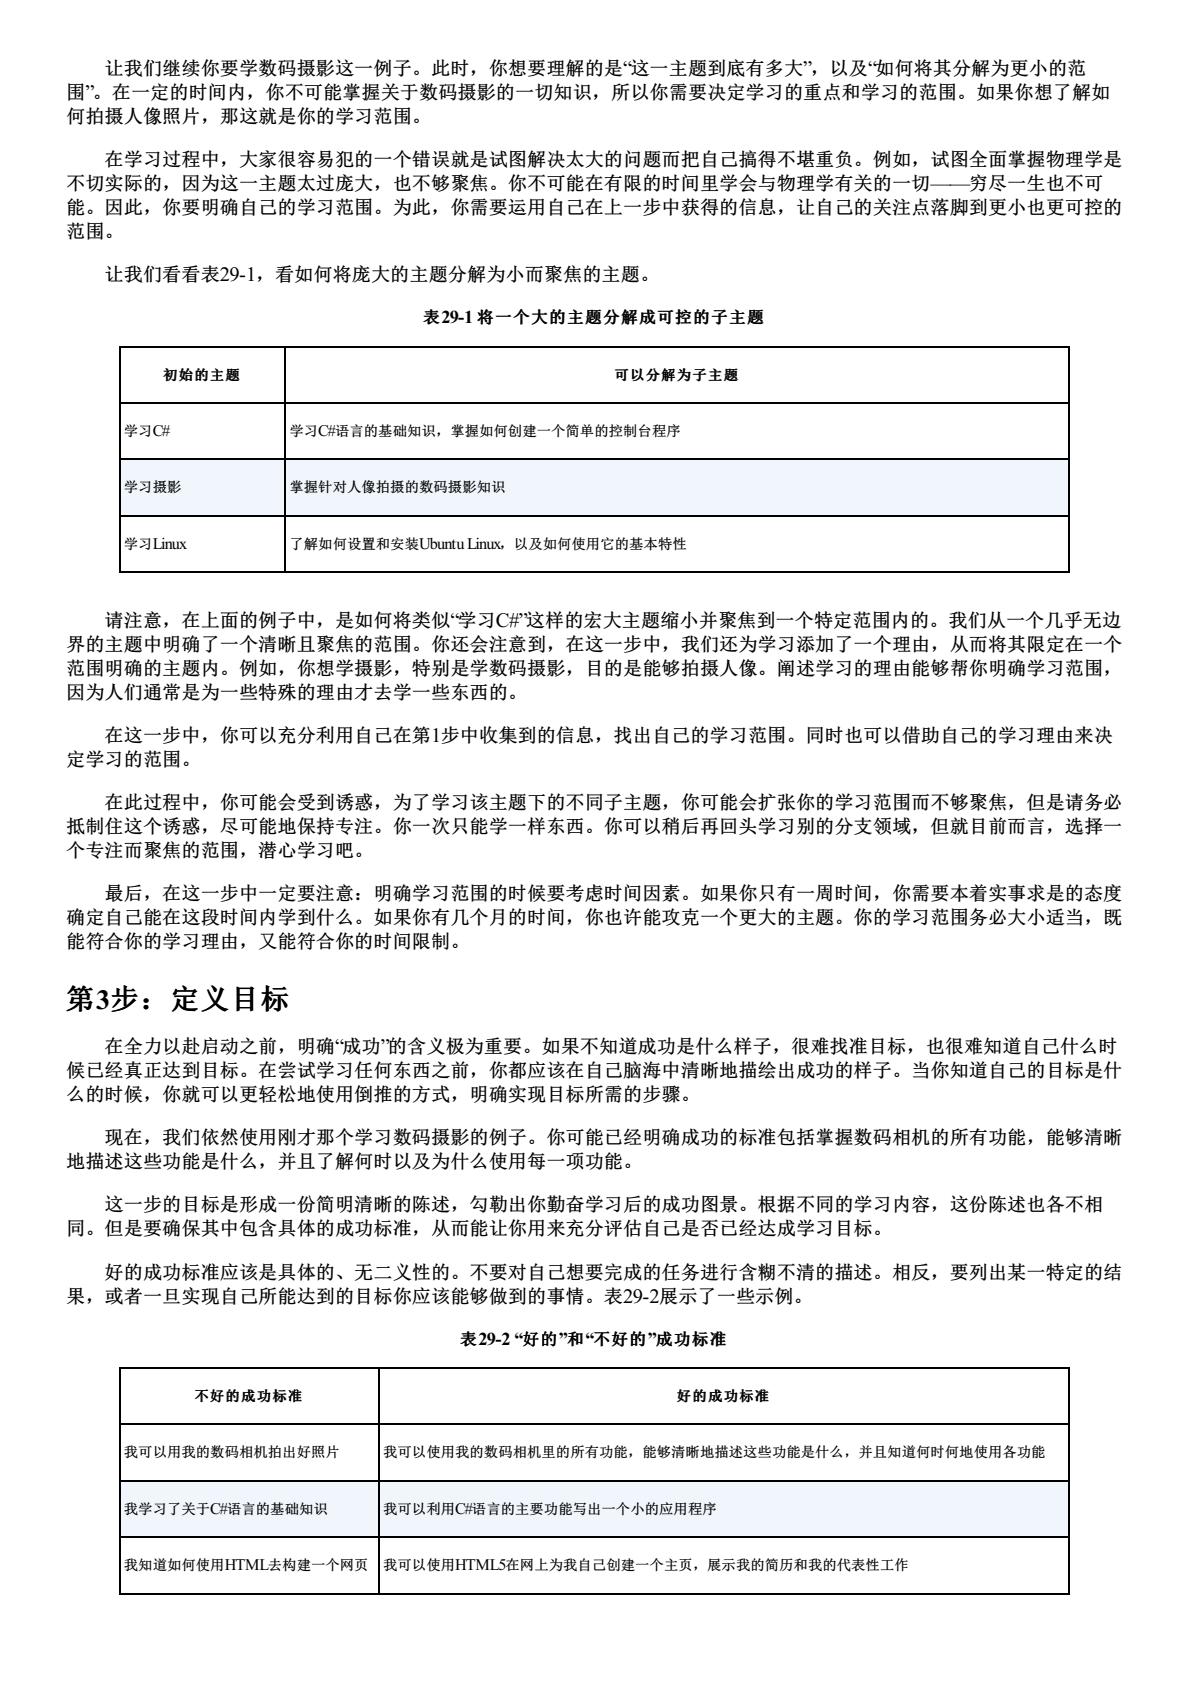 让我们继续你要学数码摄影这一例子。此时，你想要理解的是“这一主题到底有多大”，以及“如何将其分解为更小的范
围”。在一定的时间内，你不可能掌握关于数码摄影的一切知识，所以你需要决定学习的重点和学习的范围。如果你想了解如
何拍摄人像照片，那这就是你的学习范围。
在学习过程中，大家很容易犯的一个错误就是试图解决太大的问题而把自己搞得不堪重负。例如，试图全面掌握物理学是
不切实际的，因为这一主题太过庞大，也不够聚焦。你不可能在有限的时间里学会与物理学有关的一切——穷尽一生也不可
能。因此，你要明确自己的学习范围。为此，你需要运用自己在上一步中获得的信息，让自己的关注点落脚到更小也更可控的
范围。
让我们看看表29-1，看如何将庞大的主题分解为小而聚焦的主题。
表29-1 将一个大的主题分解成可控的子主题
初始的主题 可以分解为子主题
学习C# 学习C#语言的基础知识，掌握如何创建一个简单的控制台程序
学习摄影 掌握针对人像拍摄的数码摄影知识
学习Linux 了解如何设置和安装Ubuntu Linux，以及如何使用它的基本特性
请注意，在上面的例子中，是如何将类似“学习C#”这样的宏大主题缩小并聚焦到一个特定范围内的。我们从一个几乎无边
界的主题中明确了一个清晰且聚焦的范围。你还会注意到，在这一步中，我们还为学习添加了一个理由，从而将其限定在一个
范围明确的主题内。例如，你想学摄影，特别是学数码摄影，目的是能够拍摄人像。阐述学习的理由能够帮你明确学习范围，
因为人们通常是为一些特殊的理由才去学一些东西的。
在这一步中，你可以充分利用自己在第1步中收集到的信息，找出自己的学习范围。同时也可以借助自己的学习理由来决
定学习的范围。
在此过程中，你可能会受到诱惑，为了学习该主题下的不同子主题，你可能会扩张你的学习范围而不够聚焦，但是请务必
抵制住这个诱惑，尽可能地保持专注。你一次只能学一样东西。你可以稍后再回头学习别的分支领域，但就目前而言，选择一
个专注而聚焦的范围，潜心学习吧。
最后，在这一步中一定要注意：明确学习范围的时候要考虑时间因素。如果你只有一周时间，你需要本着实事求是的态度
确定自己能在这段时间内学到什么。如果你有几个月的时间，你也许能攻克一个更大的主题。你的学习范围务必大小适当，既
能符合你的学习理由，又能符合你的时间限制。
第3步：定义目标
在全力以赴启动之前，明确“成功”的含义极为重要。如果不知道成功是什么样子，很难找准目标，也很难知道自己什么时
候已经真正达到目标。在尝试学习任何东西之前，你都应该在自己脑海中清晰地描绘出成功的样子。当你知道自己的目标是什
么的时候，你就可以更轻松地使用倒推的方式，明确实现目标所需的步骤。
现在，我们依然使用刚才那个学习数码摄影的例子。你可能已经明确成功的标准包括掌握数码相机的所有功能，能够清晰
地描述这些功能是什么，并且了解何时以及为什么使用每一项功能。
这一步的目标是形成一份简明清晰的陈述，勾勒出你勤奋学习后的成功图景。根据不同的学习内容，这份陈述也各不相
同。但是要确保其中包含具体的成功标准，从而能让你用来充分评估自己是否已经达成学习目标。
好的成功标准应该是具体的、无二义性的。不要对自己想要完成的任务进行含糊不清的描述。相反，要列出某一特定的结
果，或者一旦实现自己所能达到的目标你应该能够做到的事情。表29-2展示了一些示例。
表29-2 “好的”和“不好的”成功标准
不好的成功标准 好的成功标准
我可以用我的数码相机拍出好照片 我可以使用我的数码相机里的所有功能，能够清晰地描述这些功能是什么，并且知道何时何地使用各功能
我学习了关于C#语言的基础知识 我可以利用C#语言的主要功能写出一个小的应用程序
我知道如何使用HTML去构建一个网页 我可以使用HTML5在网上为我自己创建一个主页，展示我的简历和我的代表性工作